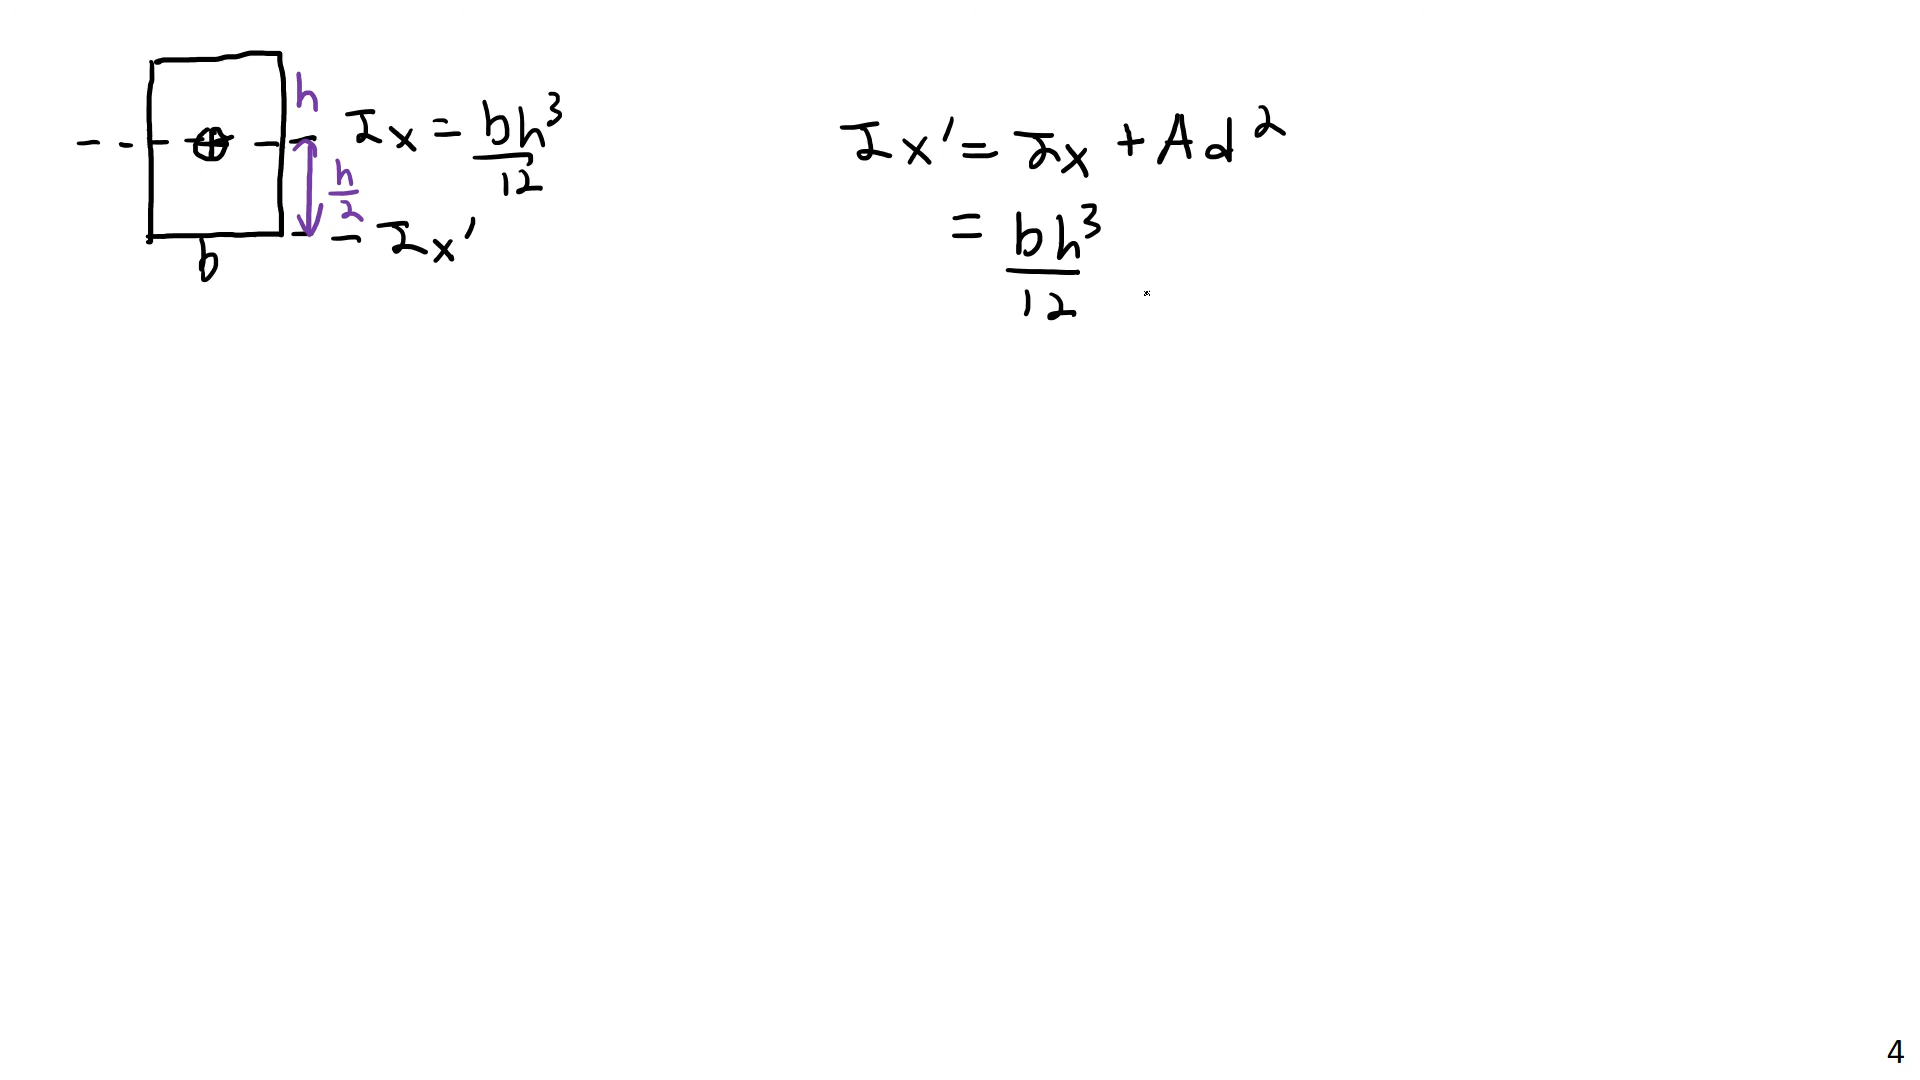 h
Ix = bh³/12
h/2
Ix'
b
Ix' = Ix + Ad²
= bh³/12
4